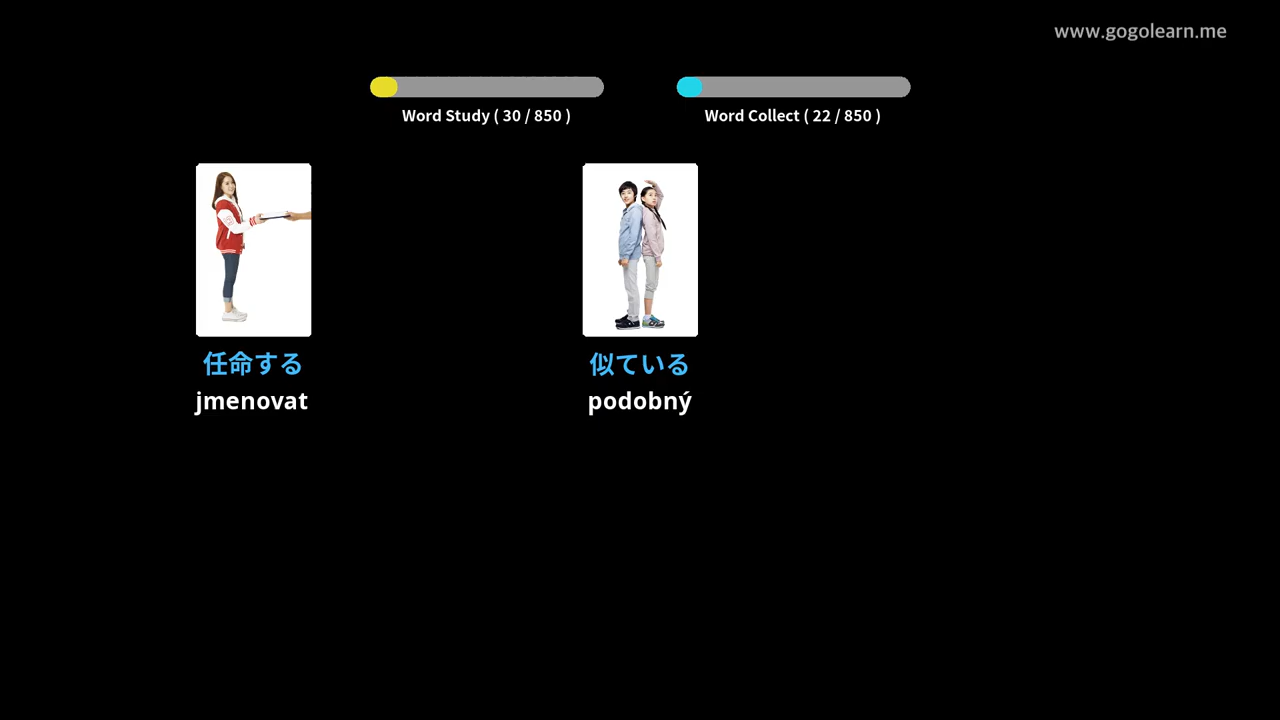 www.gogolearn.me
Word Study ( 30 / 850 )
Word Collect ( 22 / 850 )
任命する
jmenovat
似ている
podobný